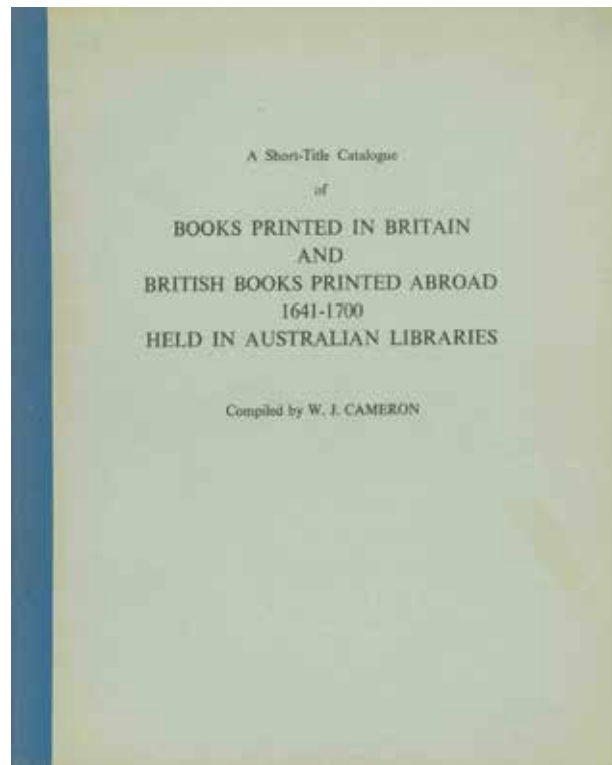 A Short-Title Catalogue
of
BOOKS PRINTED IN BRITAIN
AND
BRITISH BOOKS PRINTED ABROAD
1641-1700
HELD IN AUSTRALIAN LIBRARIES
Compiled by W. J. CAMERON